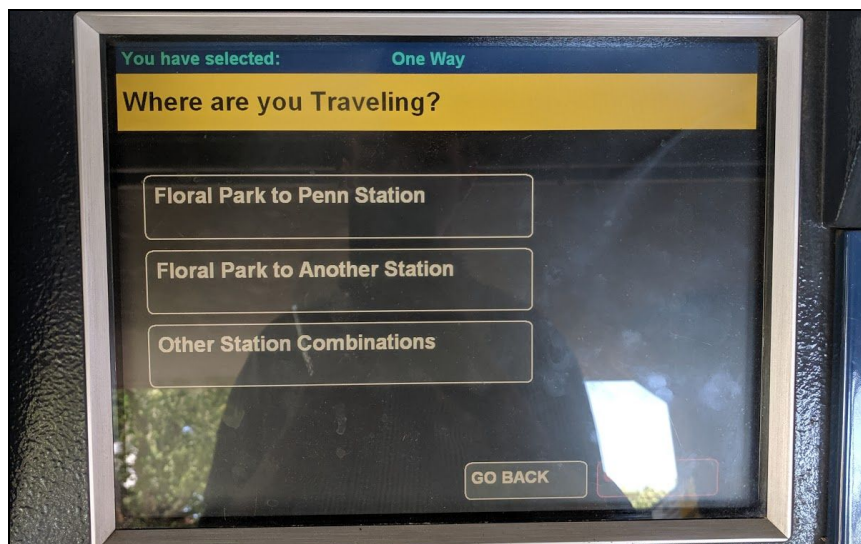 You have selected: One Way
Where are you Traveling?
Floral Park to Penn Station
Floral Park to Another Station
Other Station Combinations
GO BACK